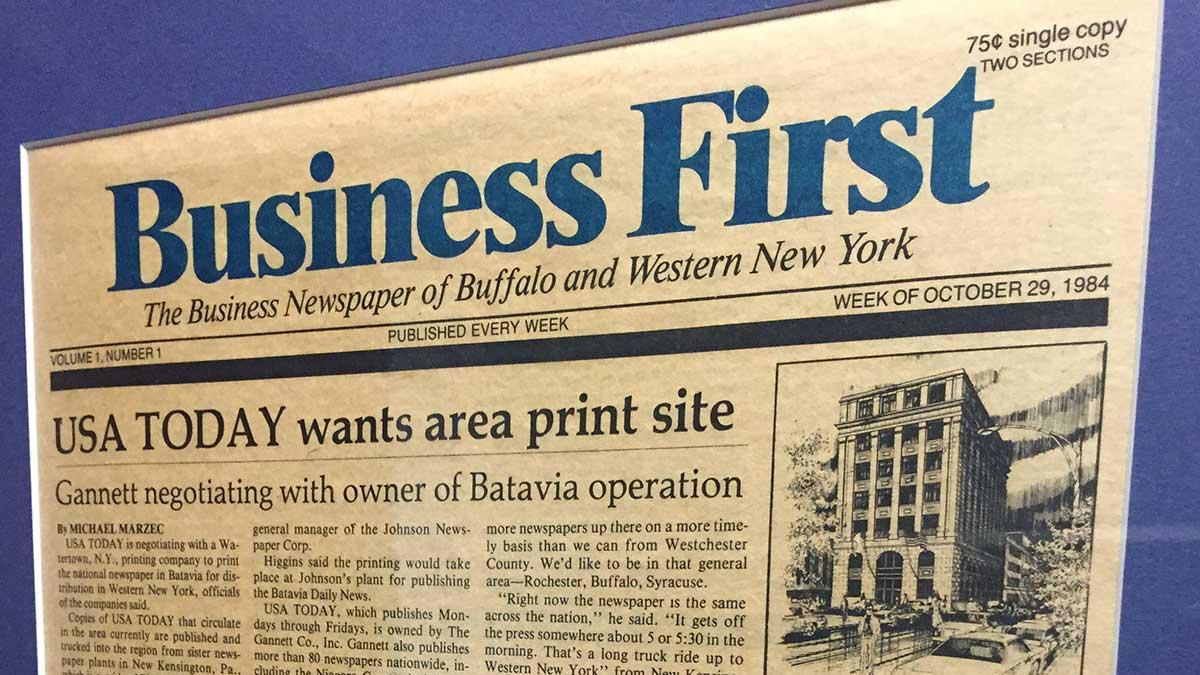 75¢ single copy
TWO SECTIONS
Business First
The Business Newspaper of Buffalo and Western New York
VOLUME 1, NUMBER 1
PUBLISHED EVERY WEEK
WEEK OF OCTOBER 29, 1984
USA TODAY wants area print site
Gannett negotiating with owner of Batavia operation
By MICHAEL MARZEC
USA TODAY is negotiating with a Wa-
tertown, N.Y., printing company to print
the national newspaper in Batavia for dis-
tribution in Western New York, officials
of the companies said.
Copies of USA TODAY that circulate
in the area currently are published and
trucked into the region from sister news-
paper plants in New Kensington, Pa.,
general manager of the Johnson News-
paper Corp.
Higgins said the printing would take
place at Johnson's plant for publishing
the Batavia Daily News.
USA TODAY, which publishes Mon-
days through Fridays, is owned by The
Gannett Co., Inc. Gannett also publishes
more than 80 newspapers nationwide, in-
cluding the Niagara
more newspapers up there on a more time-
ly basis than we can from Westchester
County. We'd like to be in that general
area—Rochester, Buffalo, Syracuse.
"Right now the newspaper is the same
across the nation," he said. "It gets off
the press somewhere about 5 or 5:30 in the
morning. That's a long truck ride up to
Western New York" from New